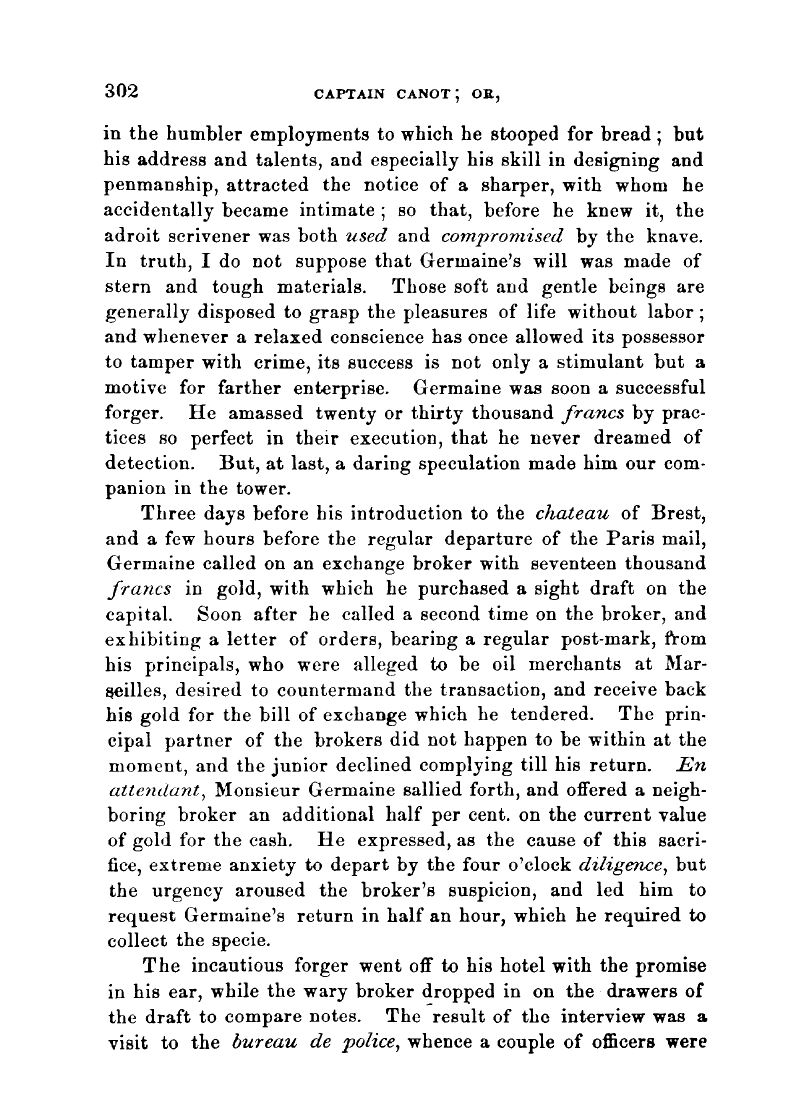 302 CAPTAIN CANOT; OR,
in the humbler employments to which he stooped for bread; but
his address and talents, and especially his skill in designing and
penmanship, attracted the notice of a sharper, with whom he
accidentally became intimate; so that, before he knew it, the
adroit scrivener was both used and compromised by the knave.
In truth, I do not suppose that Germaine's will was made of
stern and tough materials. Those soft and gentle beings are
generally disposed to grasp the pleasures of life without labor;
and whenever a relaxed conscience has once allowed its possessor
to tamper with crime, its success is not only a stimulant but a
motive for farther enterprise. Germaine was soon a successful
forger. He amassed twenty or thirty thousand francs by prac-
tices so perfect in their execution, that he never dreamed of
detection. But, at last, a daring speculation made him our com-
panion in the tower.
Three days before his introduction to the chateau of Brest,
and a few hours before the regular departure of the Paris mail,
Germaine called on an exchange broker with seventeen thousand
francs in gold, with which he purchased a sight draft on the
capital. Soon after he called a second time on the broker, and
exhibiting a letter of orders, bearing a regular post-mark, from
his principals, who were alleged to be oil merchants at Mar-
seilles, desired to countermand the transaction, and receive back
his gold for the bill of exchange which he tendered. The prin-
cipal partner of the brokers did not happen to be within at the
moment, and the junior declined complying till his return. En
attendant, Monsieur Germaine sallied forth, and offered a neigh-
boring broker an additional half per cent. on the current value
of gold for the cash. He expressed, as the cause of this sacri-
fice, extreme anxiety to depart by the four o'clock diligence, but
the urgency aroused the broker's suspicion, and led him to
request Germaine's return in half an hour, which he required to
collect the specie.
The incautious forger went off to his hotel with the promise
in his ear, while the wary broker dropped in on the drawers of
the draft to compare notes. The result of the interview was a
visit to the bureau de police, whence a couple of officers were